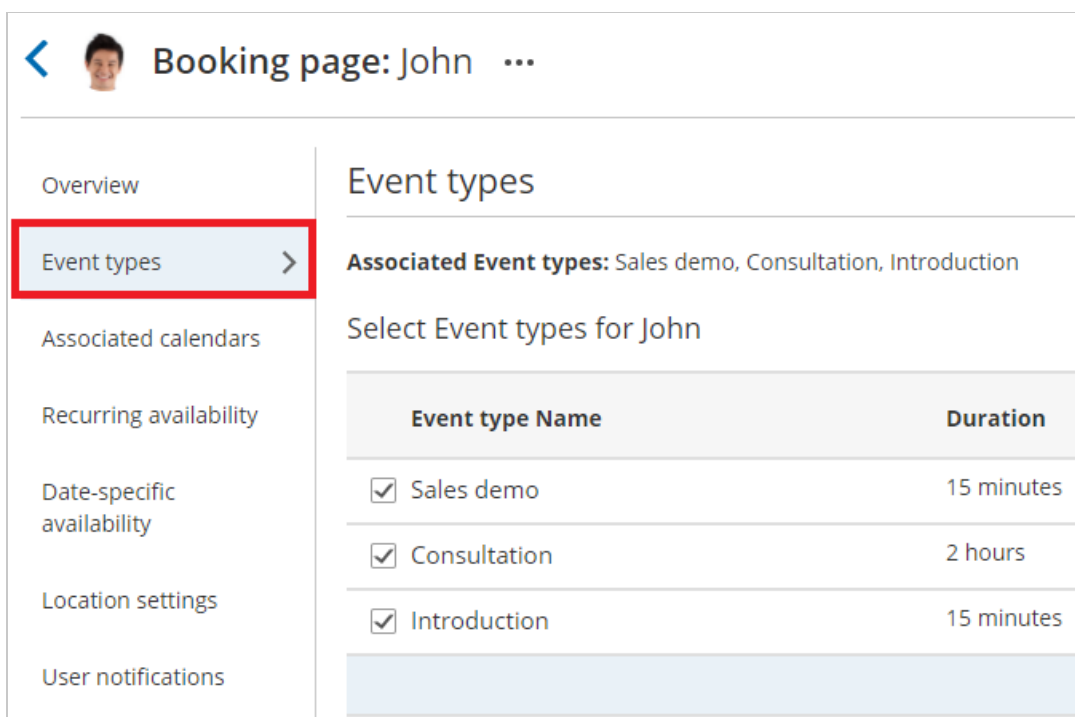 Booking page: John ...
Overview
Event types
Associated calendars
Recurring availability
Date-specific
availability
Location settings
User notifications
Event types
Associated Event types: Sales demo, Consultation, Introduction
Select Event types for John
Event type Name Duration
Sales demo 15 minutes
Consultation 2 hours
Introduction 15 minutes